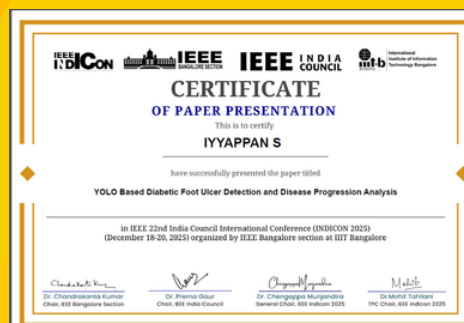 IEEE INDICON
IEEE BANGALORE SECTION
IEEE INDIA COUNCIL
iiit-b International Institute of Information Technology Bangalore
CERTIFICATE
OF PAPER PRESENTATION
This is to certify
IYYAPPAN S
have successfully presented the paper titled
YOLO Based Diabetic Foot Ulcer Detection and Disease Progression Analysis
in IEEE 22nd India Council International Conference (INDICON 2025)
(December 18-20, 2025) organized by IEEE Bangalore section at IIIT Bangalore
Dr. Chandrakanta Kumar
Chair, IEEE Bangalore Section
Dr. Prerna Gaur
Chair, IEEE India Council
Dr. Chengappa Munjandira
General Chair, IEEE Indicon 2025
Dr.Mohit Tahiliani
TPC Chair, IEEE Indicon 2025